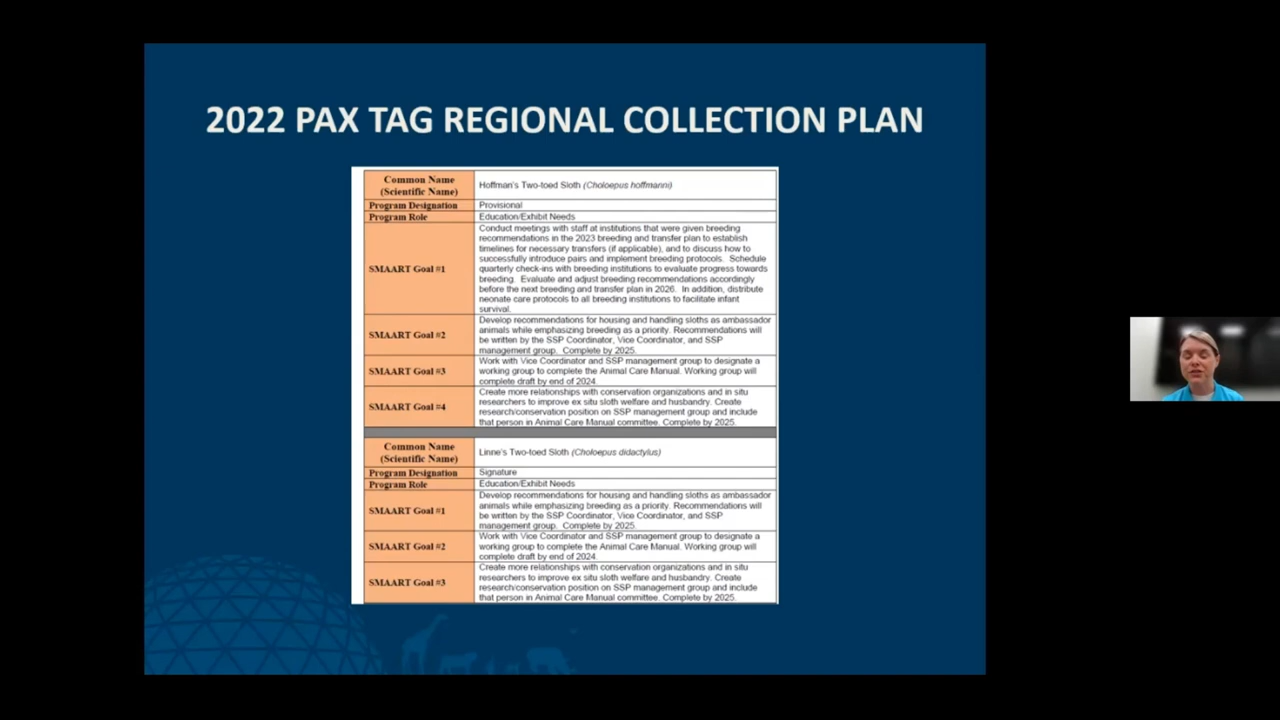 2022 PAX TAG REGIONAL COLLECTION PLAN
Common Name
(Scientific Name)
Hoffman's Two-toed Sloth (Choloepus hoffmanni)
Program Designation
Provisional
Program Role
Education/Exhibit Needs
SMAART Goal #1
Conduct meetings with staff at institutions that were given breeding
recommendations in the 2023 breeding and transfer plan to establish
timelines for necessary transfers (if applicable), and to discuss how to
successfully introduce pairs and implement breeding protocols. Schedule
quarterly check-ins with breeding institutions to evaluate progress towards
breeding. Evaluate and adjust breeding recommendations accordingly
before the next breeding and transfer plan in 2026. In addition, distribute
neonate care protocols to all breeding institutions to facilitate infant
survival.
SMAART Goal #2
Develop recommendations for housing and handling sloths as ambassador
animals while emphasizing breeding as a priority. Recommendations will
be written by the SSP Coordinator, Vice Coordinator, and SSP
management group. Complete by 2025.
SMAART Goal #3
Work with Vice Coordinator and SSP management group to designate a
working group to complete the Animal Care Manual. Working group will
complete draft by end of 2024.
SMAART Goal #4
Create more relationships with conservation organizations and in situ
researchers to improve ex situ sloth welfare and husbandry. Create
research/conservation position on SSP management group and include
that person in Animal Care Manual committee. Complete by 2025.
Common Name
(Scientific Name)
Linne's Two-toed Sloth (Choloepus didactylus)
Program Designation
Signature
Program Role
Education/Exhibit Needs
SMAART Goal #1
Develop recommendations for housing and handling sloths as ambassador
animals while emphasizing breeding as a priority. Recommendations will
be written by the SSP Coordinator, Vice Coordinator, and SSP
management group. Complete by 2025.
SMAART Goal #2
Work with Vice Coordinator and SSP management group to designate a
working group to complete the Animal Care Manual. Working group will
complete draft by end of 2024.
SMAART Goal #3
Create more relationships with conservation organizations and in situ
researchers to improve ex situ sloth welfare and husbandry. Create
research/conservation position on SSP management group and include
that person in Animal Care Manual committee. Complete by 2025.